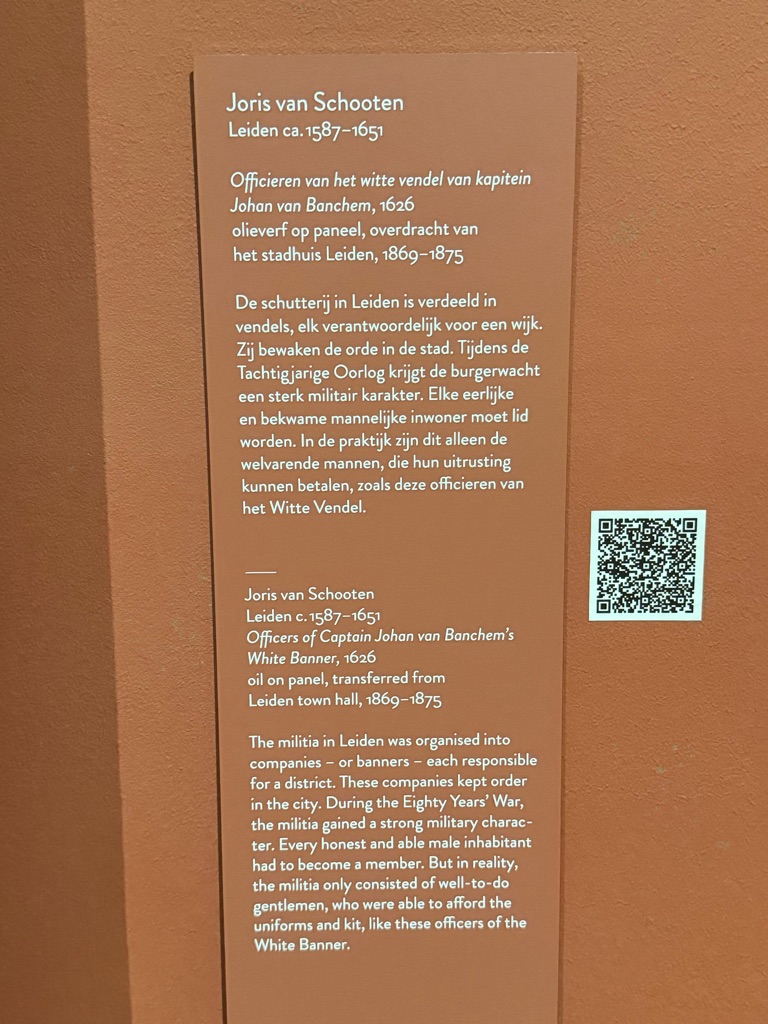 Joris van Schooten
Leiden ca. 1587–1651
Officieren van het witte vendel van kapitein
Johan van Banchem, 1626
olieverf op paneel, overdracht van
het stadhuis Leiden, 1869–1875
De schutterij in Leiden is verdeeld in
vendels, elk verantwoordelijk voor een wijk.
Zij bewaken de orde in de stad. Tijdens de
Tachtigjarige Oorlog krijgt de burgerwacht
een sterk militair karakter. Elke eerlijke
en bekwame mannelijke inwoner moet lid
worden. In de praktijk zijn dit alleen de
welvarende mannen, die hun uitrusting
kunnen betalen, zoals deze officieren van
het Witte Vendel.
Joris van Schooten
Leiden c. 1587–1651
Officers of Captain Johan van Banchem's
White Banner, 1626
oil on panel, transferred from
Leiden town hall, 1869–1875
The militia in Leiden was organised into
companies – or banners – each responsible
for a district. These companies kept order
in the city. During the Eighty Years' War,
the militia gained a strong military charac-
ter. Every honest and able male inhabitant
had to become a member. But in reality,
the militia only consisted of well-to-do
gentlemen, who were able to afford the
uniforms and kit, like these officers of the
White Banner.